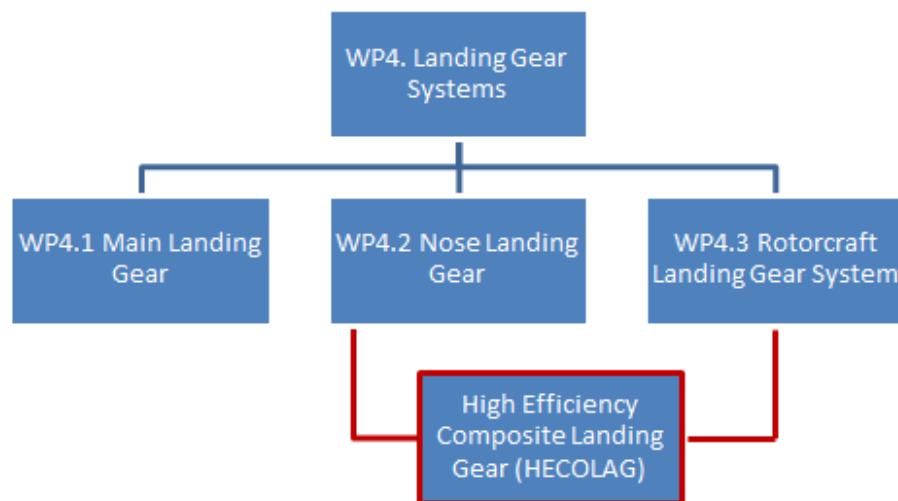 WP4. Landing Gear
Systems
WP4.1 Main Landing
Gear
WP4.2 Nose Landing
Gear
WP4.3 Rotorcraft
Landing Gear System
High Efficiency
Composite Landing
Gear (HECOLAG)